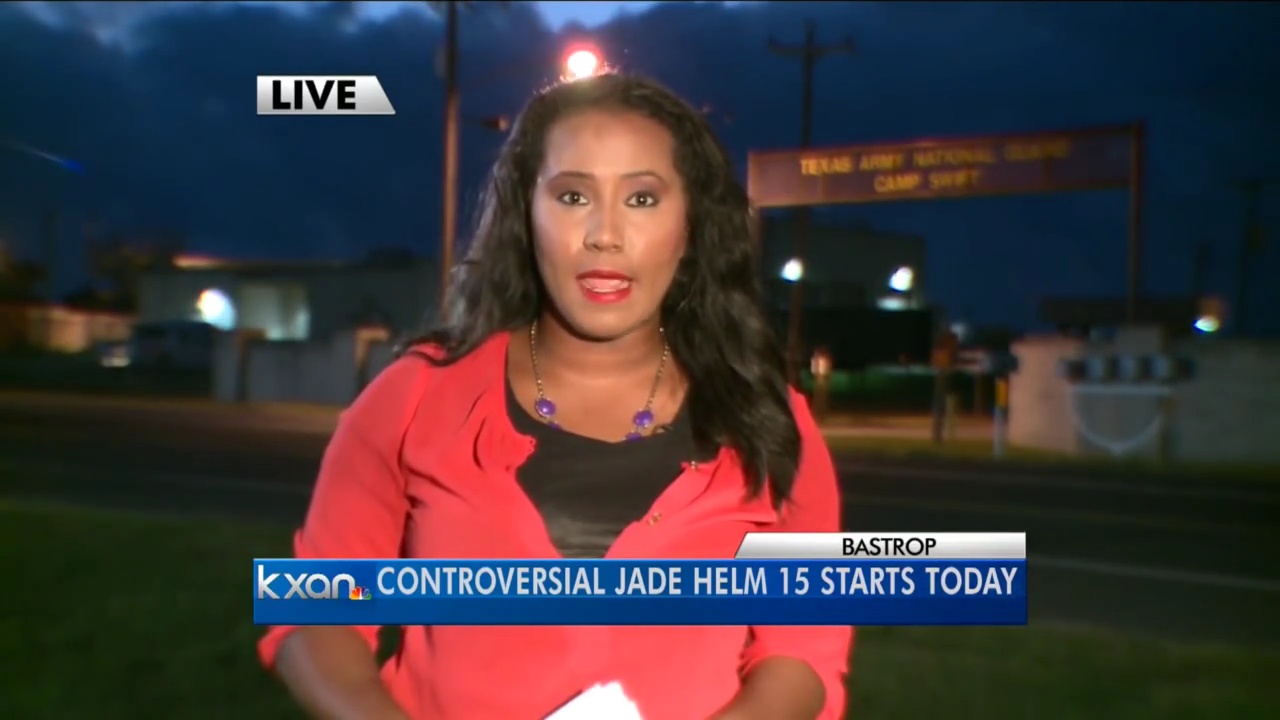 LIVE
TEXAS ARMY NATIONAL GUARD
CAMP SWIFT
BASTROP
kxan CONTROVERSIAL JADE HELM 15 STARTS TODAY